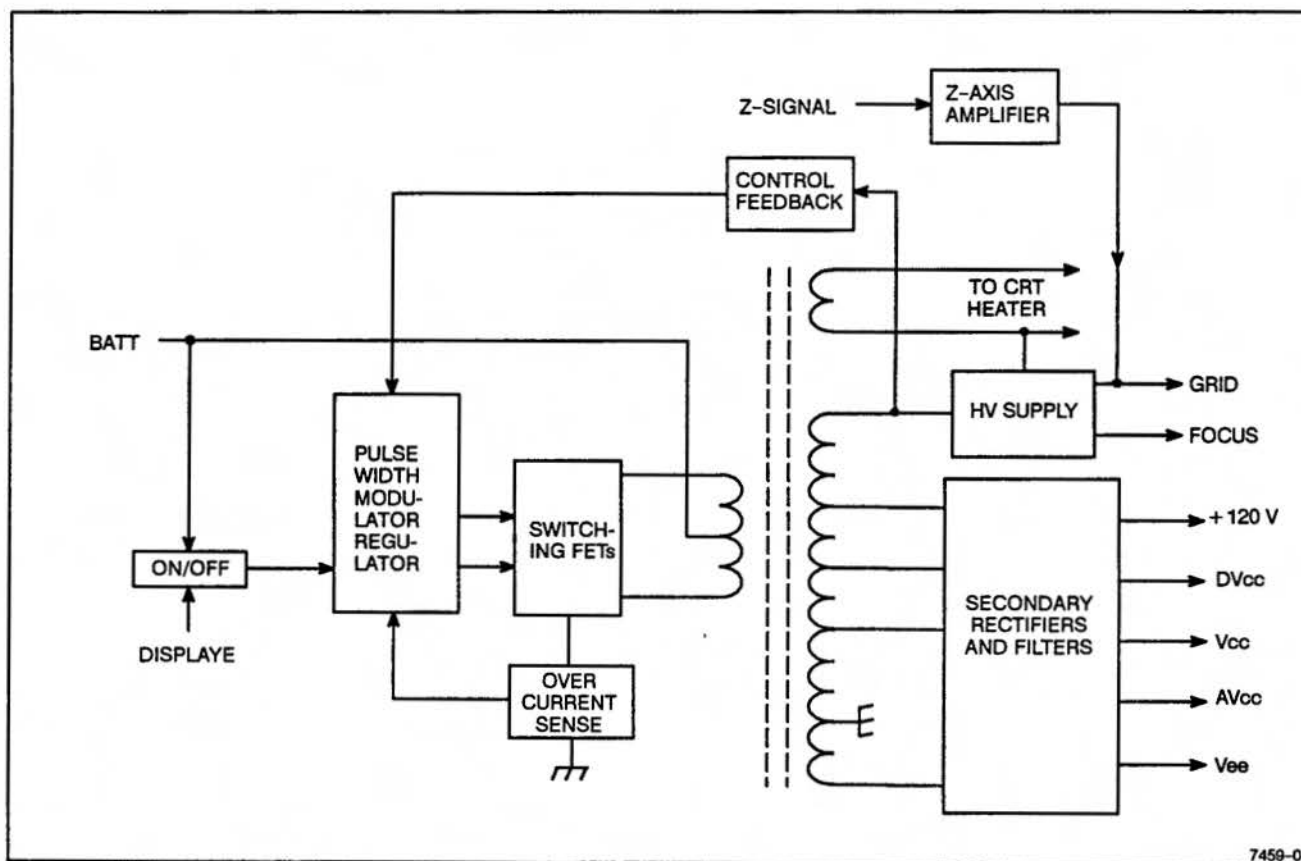 Z-AXIS
AMPLIFIER
Z-SIGNAL
CONTROL
FEEDBACK
TO CRT
HEATER
BATT
GRID
HV SUPPLY
FOCUS
PULSE
WIDTH
MODU-
LATOR
REGU-
LATOR
SWITCH-
ING FETs
+120 V
ON/OFF
DVcc
SECONDARY
RECTIFIERS
AND FILTERS
Vcc
DISPLAYE
OVER
CURRENT
SENSE
AVcc
Vee
7459-0